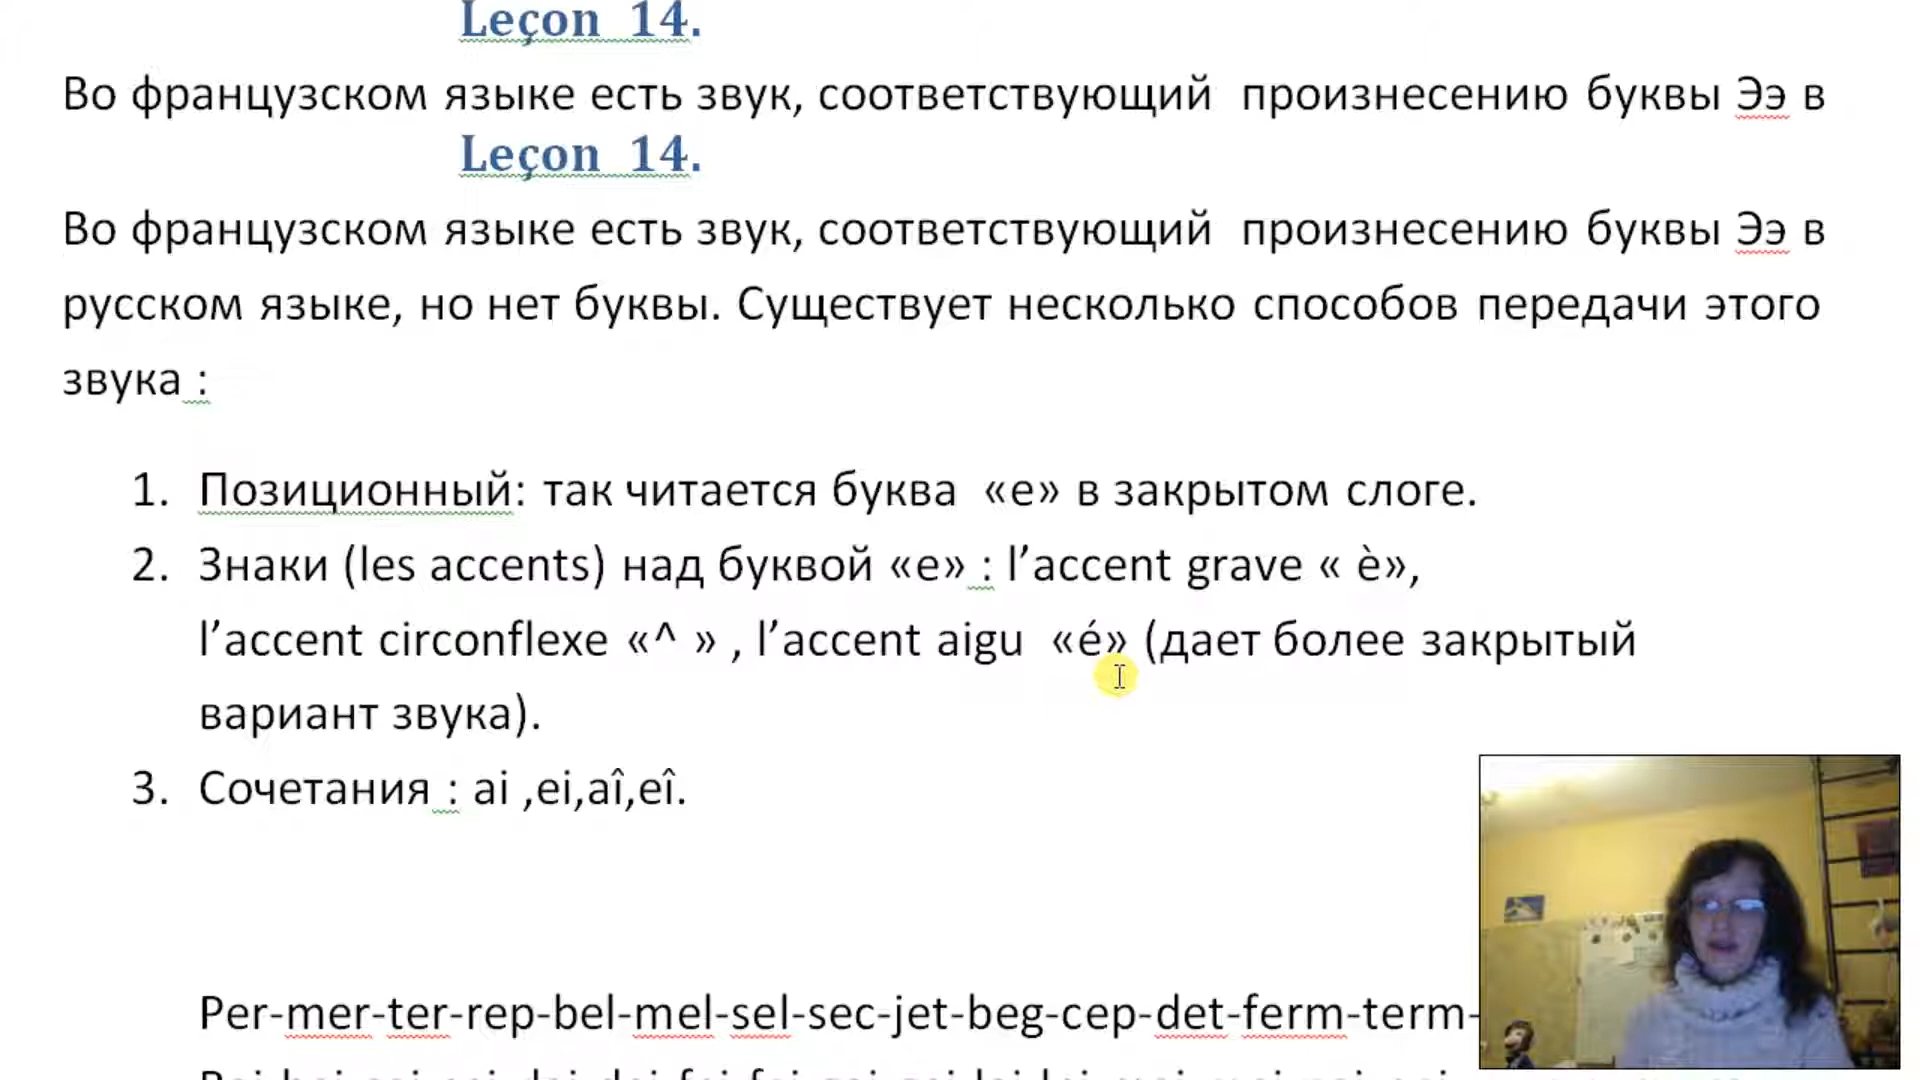 Leçon 14.
Во французском языке есть звук, соответствующий произнесению буквы Ээ в
Leçon 14.
Во французском языке есть звук, соответствующий произнесению буквы Ээ в
русском языке, но нет буквы. Существует несколько способов передачи этого
звука :
1. Позиционный: так читается буква «е» в закрытом слоге.
2. Знаки (les accents) над буквой «е» : l’accent grave « è»,
l’accent circonflexe «^ » , l’accent aigu «é» (дает более закрытый
вариант звука).
3. Сочетания : ai ,ei,aî,eî.
Per-mer-ter-rep-bel-mel-sel-sec-jet-beg-cep-det-ferm-term-